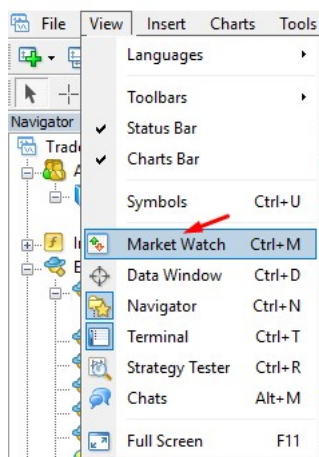 File View Insert Charts Tools
Languages
Toolbars
Navigator
Status Bar
Charts Bar
Symbols Ctrl+U
Market Watch Ctrl+M
Data Window Ctrl+D
Navigator Ctrl+N
Terminal Ctrl+T
Strategy Tester Ctrl+R
Chats Alt+M
Full Screen F11